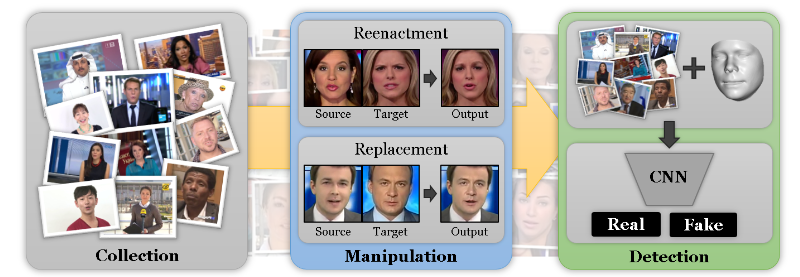 Collection
Reenactment
Source Target Output
Replacement
Source Target Output
Manipulation
CNN
Real Fake
Detection